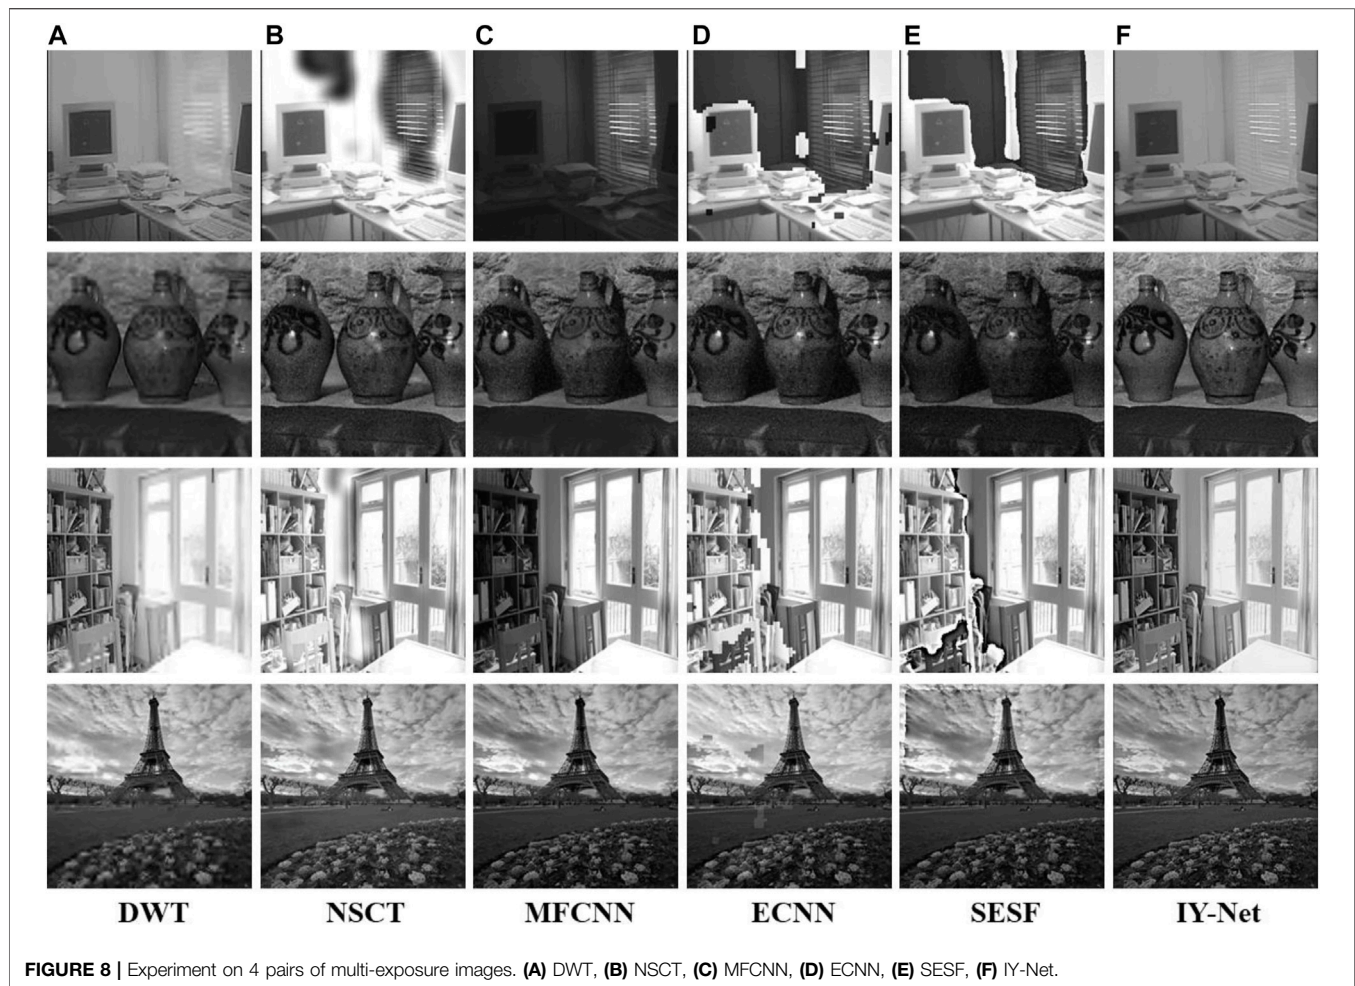 A B C D E F
DWT NSCT MFCNN ECNN SESF IY-Net
FIGURE 8 | Experiment on 4 pairs of multi-exposure images. (A) DWT, (B) NSCT, (C) MFCNN, (D) ECNN, (E) SESF, (F) IY-Net.